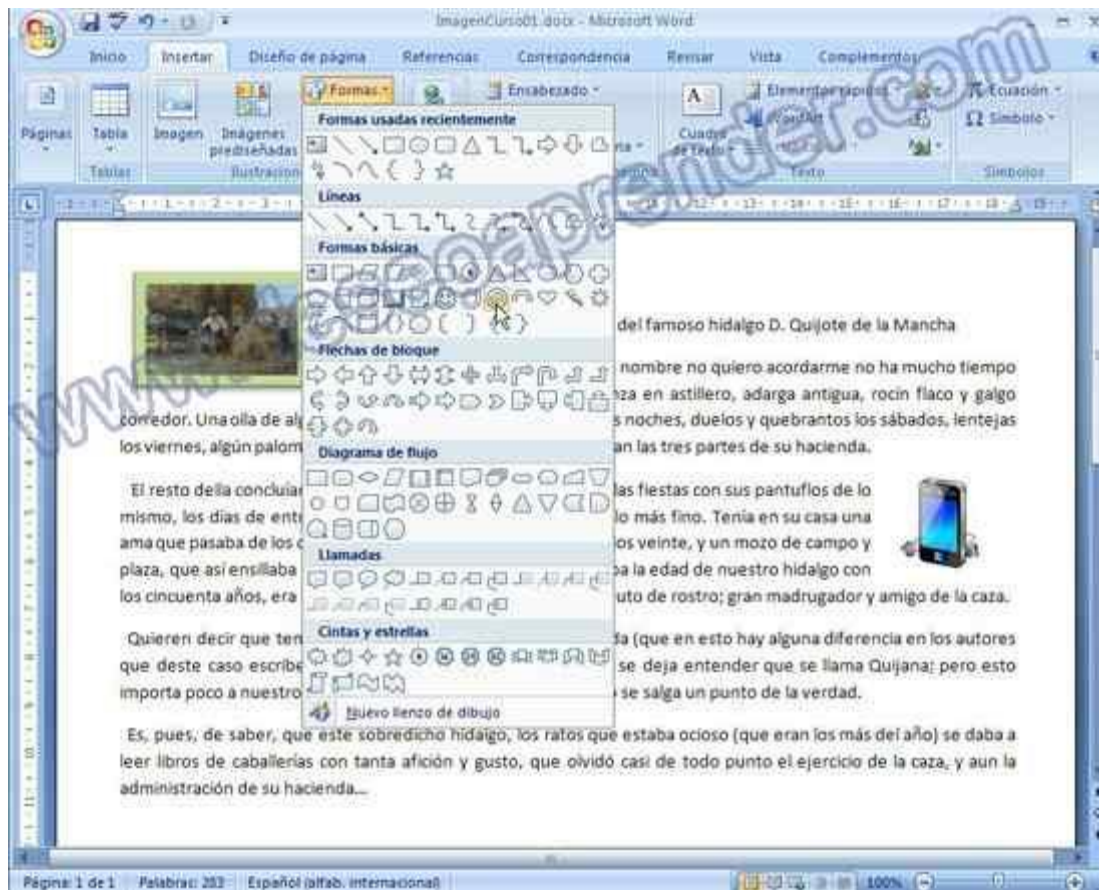 ImagenCurso01.docx - Microsoft Word
Inicio Insertar Diseño de página Referencias Correspondencia Revisar Vista Complementos
Páginas
Tabla
Tablas
Imagen
Imágenes prediseñadas
Formas
Encabezado
Cuadro de texto
Elementos rápidos
WordArt
Texto
Ecuación
Símbolo
Símbolos
Formas usadas recientemente
Líneas
Formas básicas
Flechas de bloque
Diagrama de flujo
Llamadas
Cintas y estrellas
Nuevo lienzo de dibujo
del famoso hidalgo D. Quijote de la Mancha
nombre no quiero acordarme no ha mucho tiempo
nza en astillero, adarga antigua, rocín flaco y galgo
corredor. Una olla de alg s noches, duelos y quebrantos los sábados, lentejas
los viernes, algún palom an las tres partes de su hacienda.
El resto della concluían las fiestas con sus pantuflos de lo
mismo, los días de entr lo más fino. Tenía en su casa una
ama que pasaba de los c los veinte, y un mozo de campo y
plaza, que así ensillaba ba la edad de nuestro hidalgo con
los cincuenta años, era uto de rostro; gran madrugador y amigo de la caza.
Quieren decir que ten da (que en esto hay alguna diferencia en los autores
que deste caso escribe se deja entender que se llama Quijana; pero esto
importa poco a nuestro se salga un punto de la verdad.
Es, pues, de saber, que este sobredicho hidalgo, los ratos que estaba ocioso (que eran los más del año) se daba a
leer libros de caballerías con tanta afición y gusto, que olvidó casi de todo punto el ejercicio de la caza, y aun la
administración de su hacienda...
Página: 1 de 1 Palabras: 283 Español (alfab. internacional) 100%